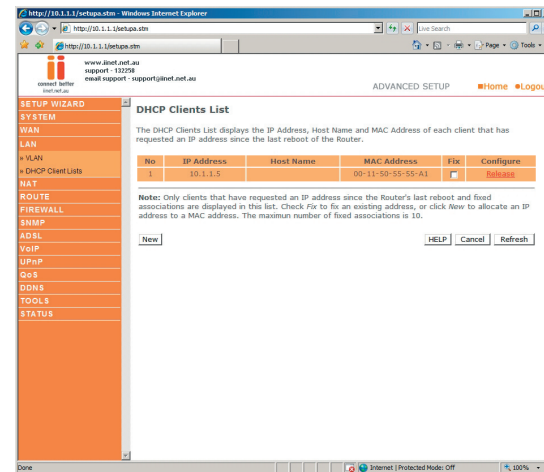 http://10.1.1.1/setupa.stm - Windows Internet Explorer
http://10.1.1.1/setupa.stm
Live Search
http://10.1.1.1/setupa.stm
Page
Tools
www.iinet.net.au
support - 132258
email support - support@iinet.net.au
connect better
iinet.net.au
ADVANCED SETUP
Home
Logou
SETUP WIZARD
SYSTEM
WAN
LAN
» VLAN
» DHCP Client Lists
NAT
ROUTE
FIREWALL
SNMP
ADSL
VoIP
UPnP
QoS
DDNS
TOOLS
STATUS
DHCP Clients List
The DHCP Clients List displays the IP Address, Host Name and MAC Address of each client that has
requested an IP address since the last reboot of the Router.
No IP Address Host Name MAC Address Fix Configure
1 10.1.1.5 00-11-50-55-55-A1 Release
Note: Only clients that have requested an IP address since the Router's last reboot and fixed
associations are displayed in this list. Check Fix to fix an existing address, or click New to allocate an IP
address to a MAC address. The maximun number of fixed associations is 10.
New
HELP Cancel Refresh
Done
Internet | Protected Mode: Off
100%